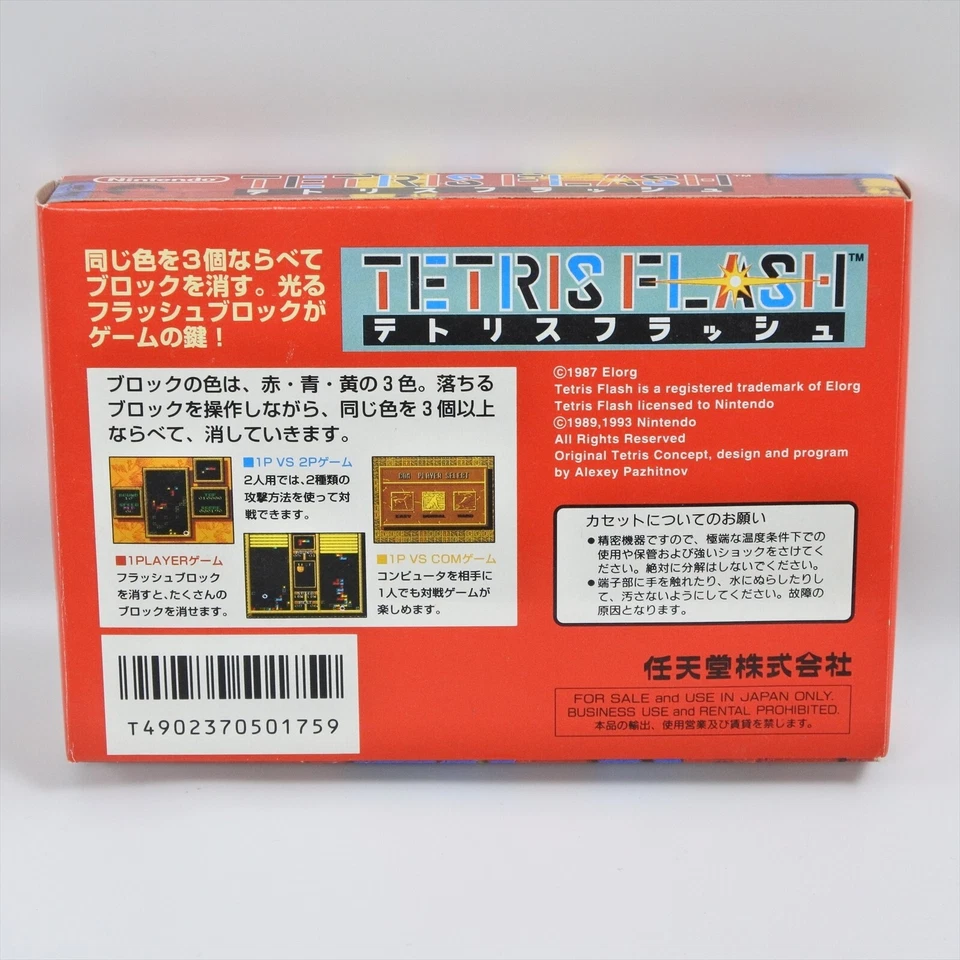 Nintendo
TETRIS FLASH™
テトリスフラッシュ
同じ色を3個ならべて
ブロックを消す。光る
フラッシュブロックが
ゲームの鍵！
TETRIS FLASH™
テトリスフラッシュ
ブロックの色は、赤・青・黄の3色。落ちる
ブロックを操作しながら、同じ色を3個以上
ならべて、消していきます。
■1PLAYERゲーム
フラッシュブロック
を消すと、たくさんの
ブロックを消せます。
■1P VS 2Pゲーム
2人用では、2種類の
攻撃方法を使って対
戦できます。
PLAYER SELECT
■1P VS COMゲーム
コンピュータを相手に
1人でも対戦ゲームが
楽しめます。
©1987 Elorg
Tetris Flash is a registered trademark of Elorg
Tetris Flash licensed to Nintendo
©1989,1993 Nintendo
All Rights Reserved
Original Tetris Concept, design and program
by Alexey Pazhitnov
カセットについてのお願い
●精密機器ですので、極端な温度条件下での
使用や保管および強いショックをさけてく
ださい。絶対に分解はしないでください。
●端子部に手を触れたり、水にぬらしたりし
て、汚さないようにしてください。故障の
原因となります。
任天堂株式会社
FOR SALE and USE IN JAPAN ONLY.
BUSINESS USE and RENTAL PROHIBITED.
本品の輸出、使用営業及び賃貸を禁じます。
T4902370501759